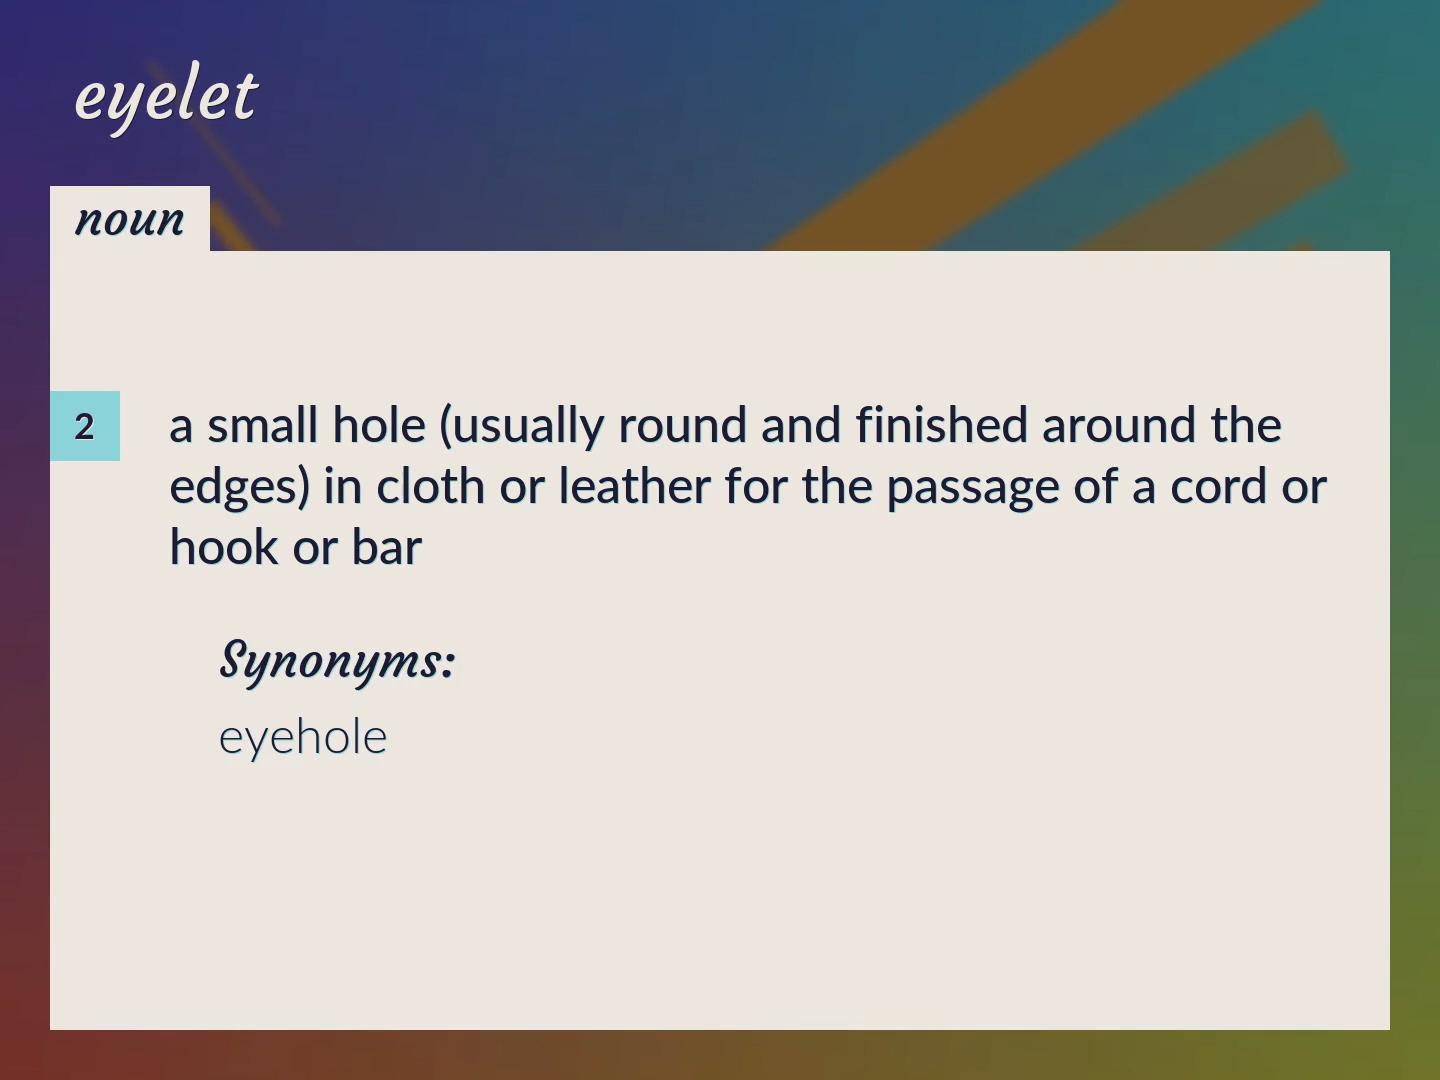 eyelet
noun
2
a small hole (usually round and finished around the
edges) in cloth or leather for the passage of a cord or
hook or bar
Synonyms:
eyehole